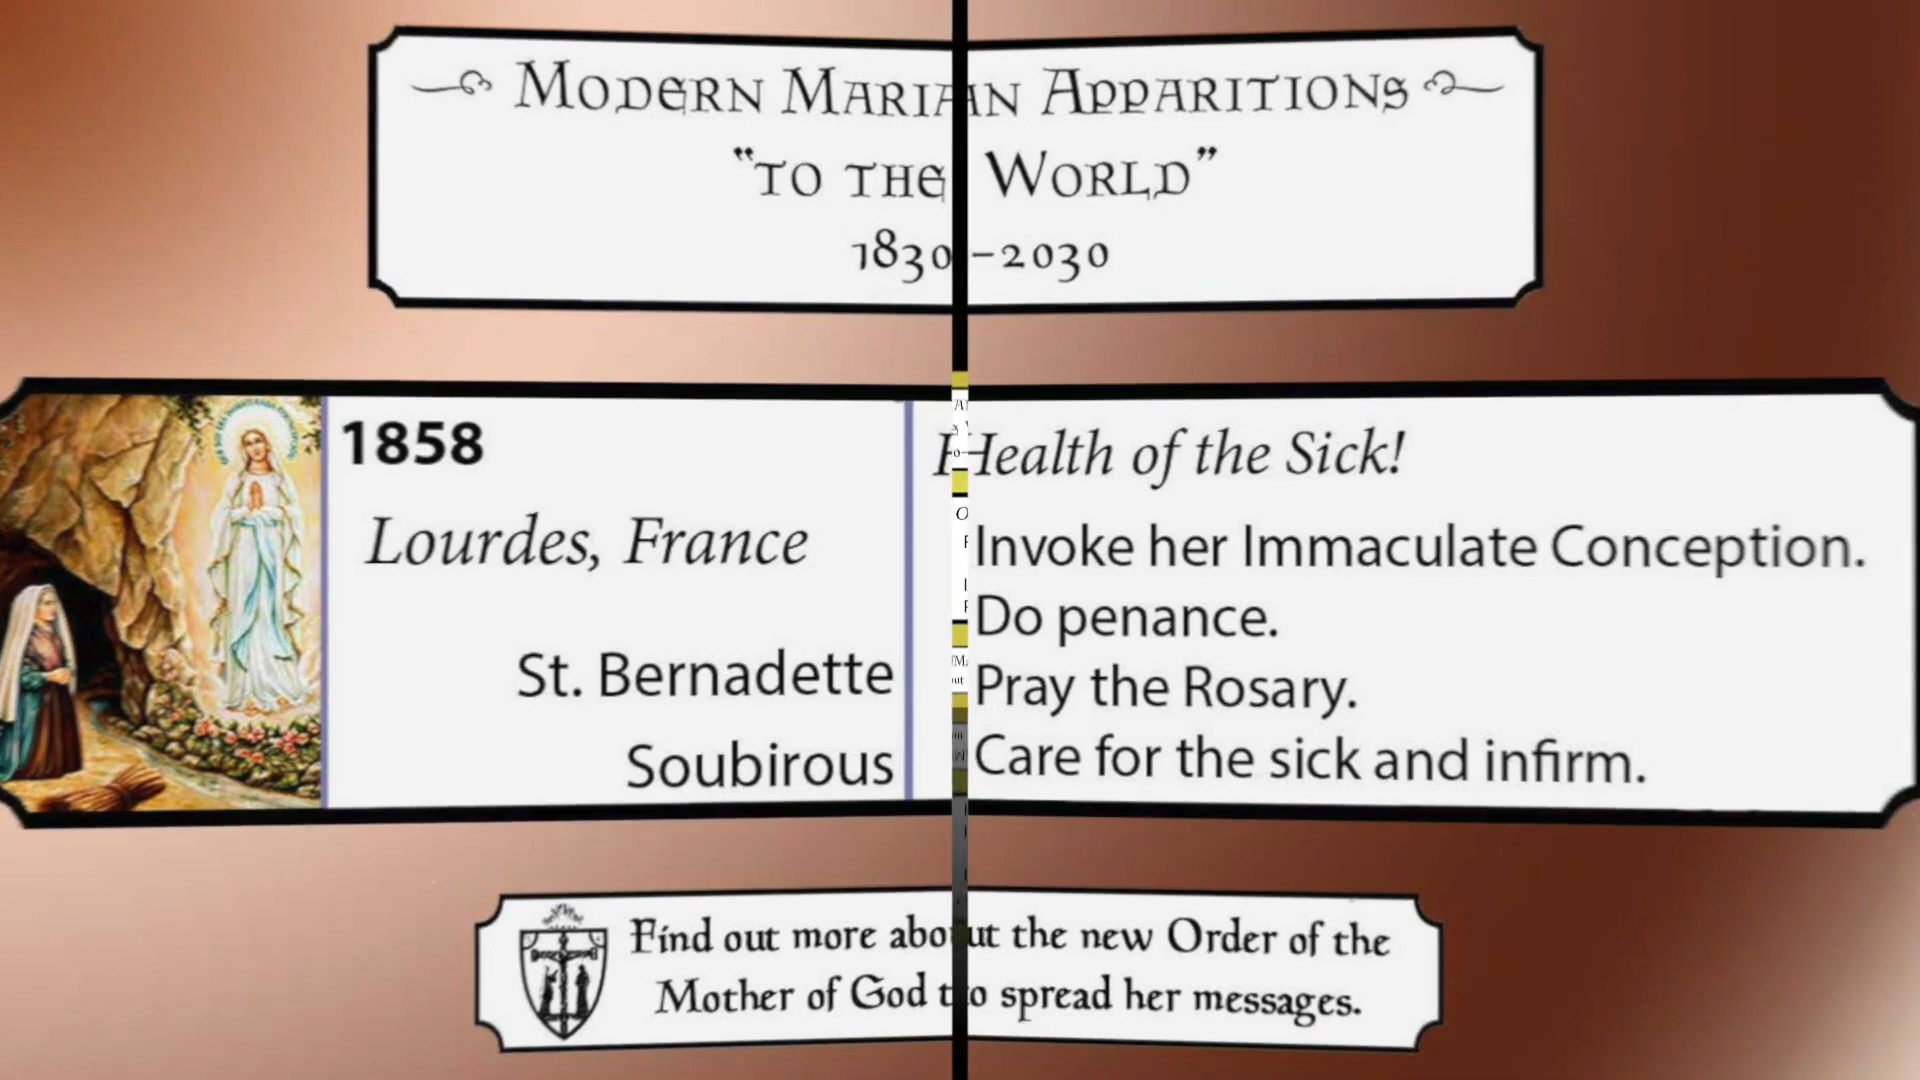 Modern Marian Apparitions
“to the World”
1830–2030
1858
Lourdes, France
St. Bernadette
Soubirous
Health of the Sick!
Invoke her Immaculate Conception.
Do penance.
Pray the Rosary.
Care for the sick and infirm.
Find out more about the new Order of the
Mother of God to spread her messages.